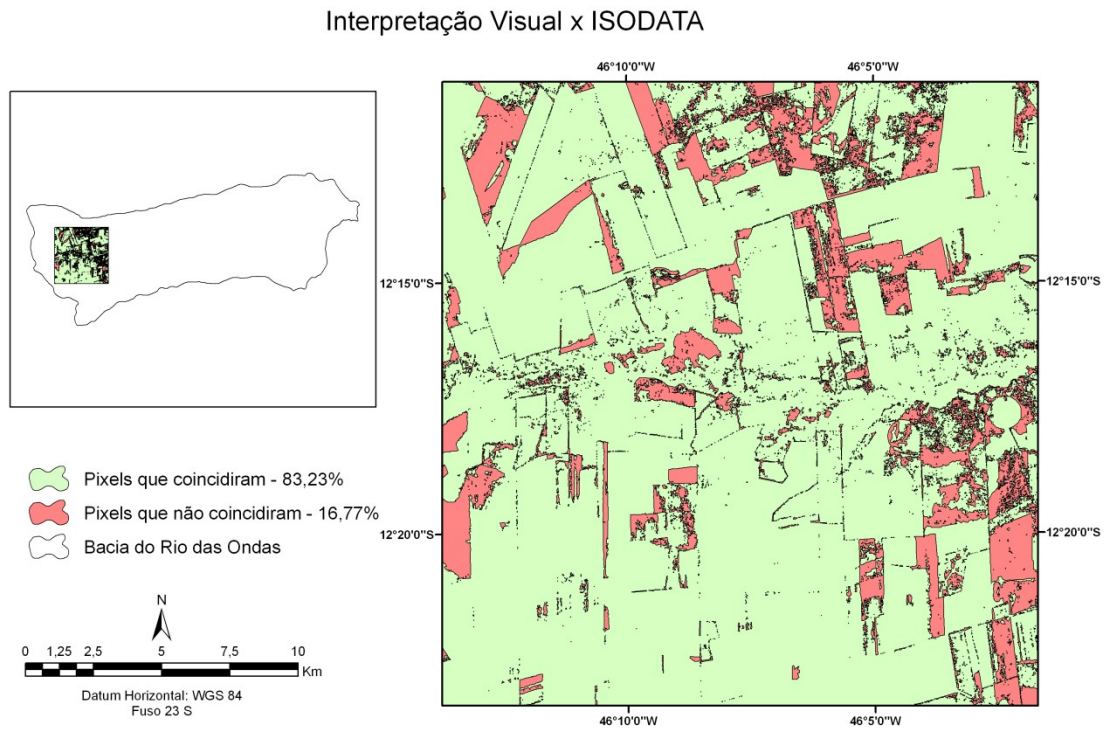 Interpretação Visual x ISODATA
46°10'0"W
46°5'0"W
12°15'0"S
12°15'0"S
12°20'0"S
12°20'0"S
46°10'0"W
46°5'0"W
Pixels que coincidiram - 83,23%
Pixels que não coincidiram - 16,77%
Bacia do Rio das Ondas
N
0 1,25 2,5 5 7,5 10
Km
Datum Horizontal: WGS 84
Fuso 23 S